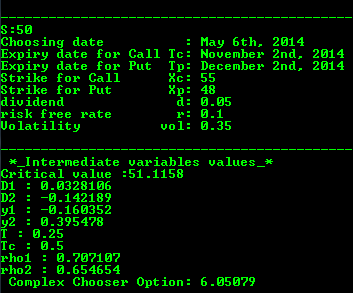 S:50
Choosing date : May 6th, 2014
Expiry date for Call Tc: November 2nd, 2014
Expiry date for Put Tp: December 2nd, 2014
Strike for Call Xc: 55
Strike for Put Xp: 48
dividend d: 0.05
risk free rate r: 0.1
Volatility vol: 0.35
*_Intermediate variables values_*
Critical value :51.1158
D1 : 0.0328106
D2 : -0.142189
y1 : -0.160352
y2 : 0.395478
T : 0.25
Tc : 0.5
rho1 : 0.707107
rho2 : 0.654654
Complex Chooser Option: 6.05079